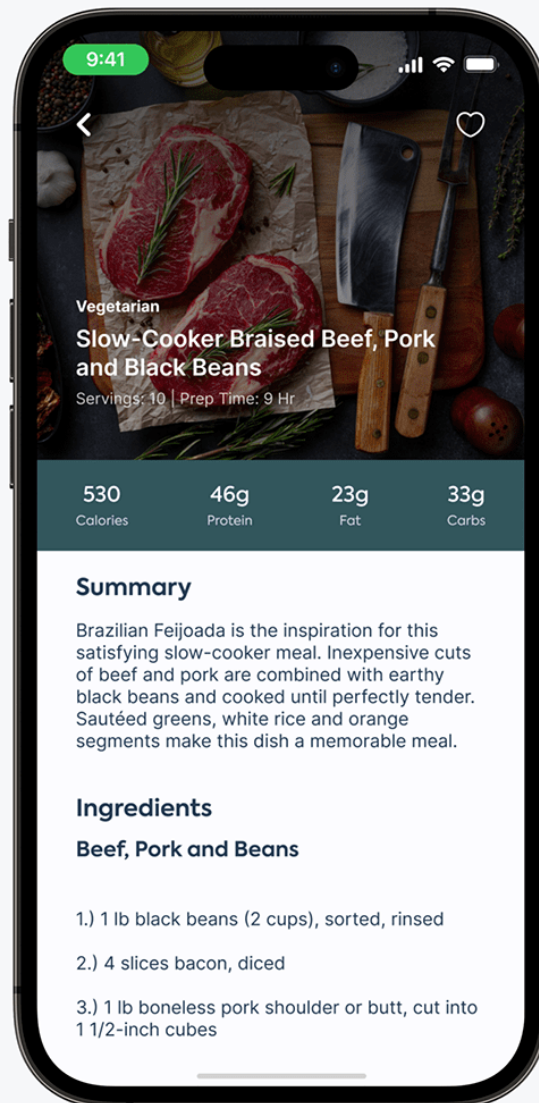 9:41
Vegetarian
Slow-Cooker Braised Beef, Pork
and Black Beans
Servings: 10 | Prep Time: 9 Hr
530
46g
23g
33g
Calories
Protein
Fat
Carbs
Summary
Brazilian Feijoada is the inspiration for this
satisfying slow-cooker meal. Inexpensive cuts
of beef and pork are combined with earthy
black beans and cooked until perfectly tender.
Sautéed greens, white rice and orange
segments make this dish a memorable meal.
Ingredients
Beef, Pork and Beans
1.) 1 lb black beans (2 cups), sorted, rinsed
2.) 4 slices bacon, diced
3.) 1 lb boneless pork shoulder or butt, cut into
1 1/2-inch cubes